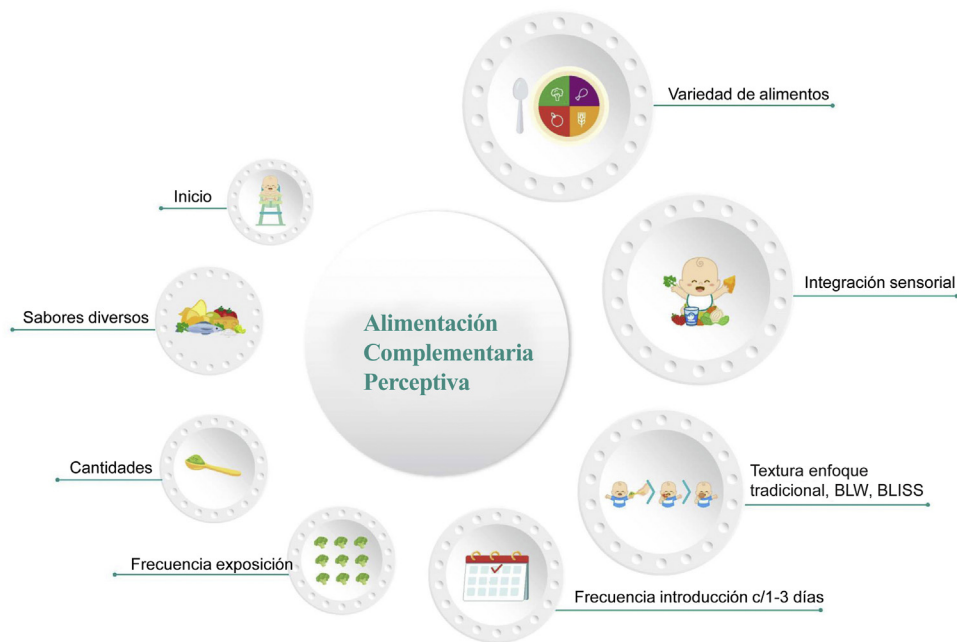 Alimentación
Complementaria
Perceptiva
Variedad de alimentos
Integración sensorial
Textura enfoque
tradicional, BLW, BLISS
Frecuencia introducción c/1-3 días
Frecuencia exposición
Cantidades
Sabores diversos
Inicio